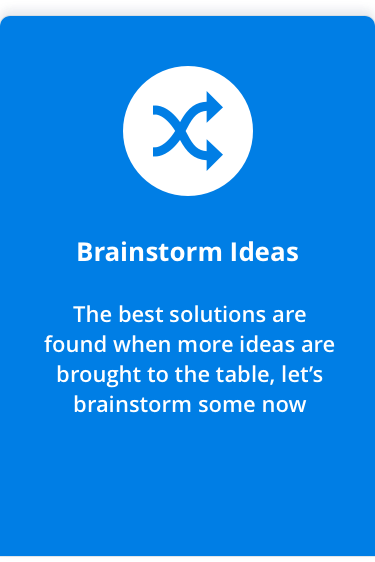 Brainstorm Ideas
The best solutions are
found when more ideas are
brought to the table, let’s
brainstorm some now